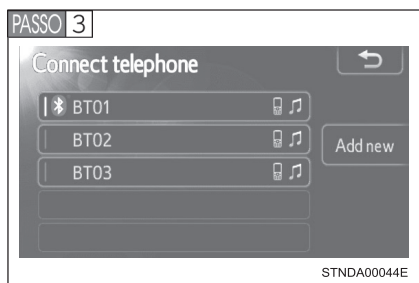 PASSO 3
Connect telephone
BT01
BT02
Add new
BT03
STNDA00044E